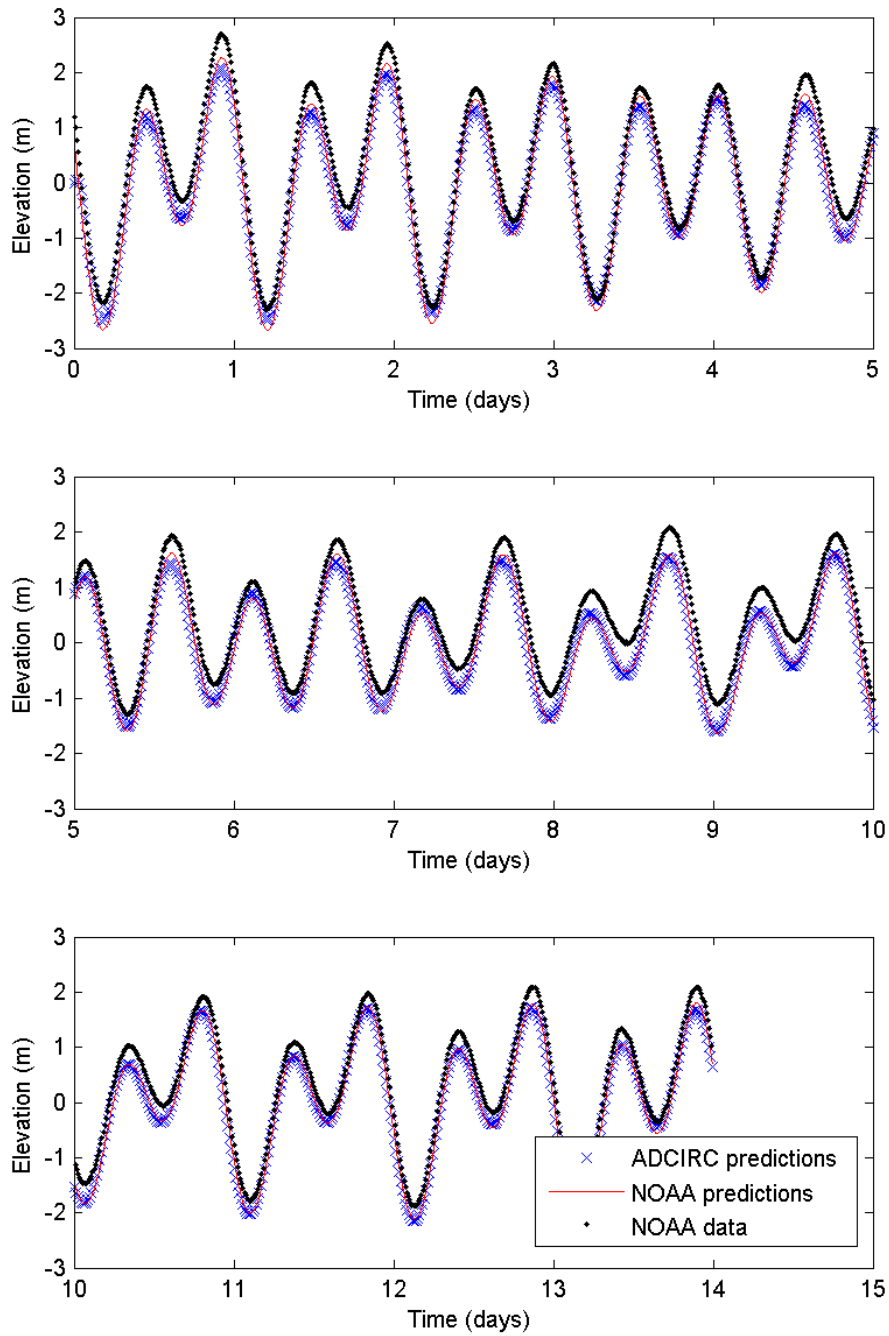 3
2
1
0
-1
-2
-3
Elevation (m)
0 1 2 3 4 5
Time (days)
3
2
1
0
-1
-2
-3
Elevation (m)
5 6 7 8 9 10
Time (days)
3
2
1
0
-1
-2
-3
Elevation (m)
ADCIRC predictions
NOAA predictions
NOAA data
10 11 12 13 14 15
Time (days)